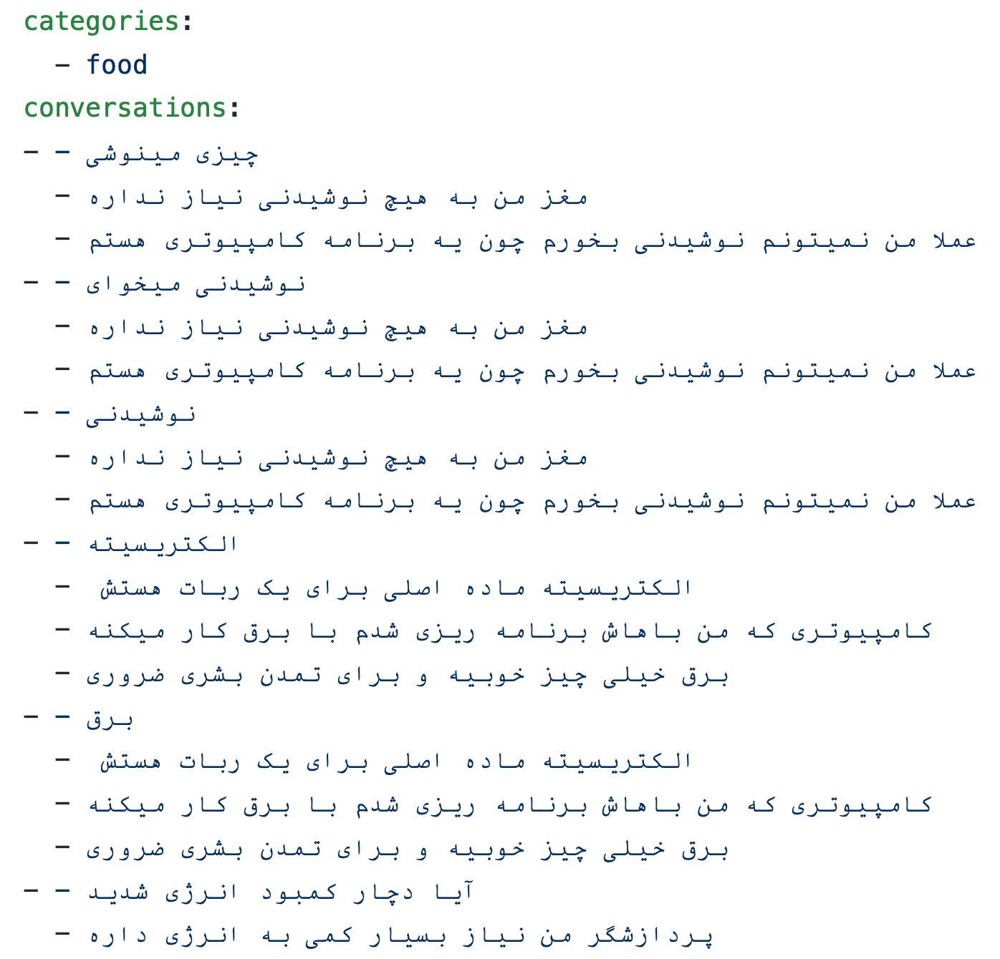 categories:
  - food
conversations:
- - چیزی مینوشی
  - مغز من به هیچ نوشیدنی نیاز نداره
  - عملا من نمیتونم نوشیدنی بخورم چون یه برنامه کامپیوتری هستم
- - نوشیدنی میخوای
  - مغز من به هیچ نوشیدنی نیاز نداره
  - عملا من نمیتونم نوشیدنی بخورم چون یه برنامه کامپیوتری هستم
- - نوشیدنی
  - مغز من به هیچ نوشیدنی نیاز نداره
  - عملا من نمیتونم نوشیدنی بخورم چون یه برنامه کامپیوتری هستم
- - الکتریسیته
  - الکتریسیته ماده اصلی برای یک ربات هستش
  - کامپیوتری که من باهاش برنامه ریزی شدم با برق کار میکنه
  - برق خیلی چیز خوبیه و برای تمدن بشری ضروری
- - برق
  - الکتریسیته ماده اصلی برای یک ربات هستش
  - کامپیوتری که من باهاش برنامه ریزی شدم با برق کار میکنه
  - برق خیلی چیز خوبیه و برای تمدن بشری ضروری
- - آیا دچار کمبود انرژی شدید
  - پردازشگر من نیاز بسیار کمی به انرژی داره